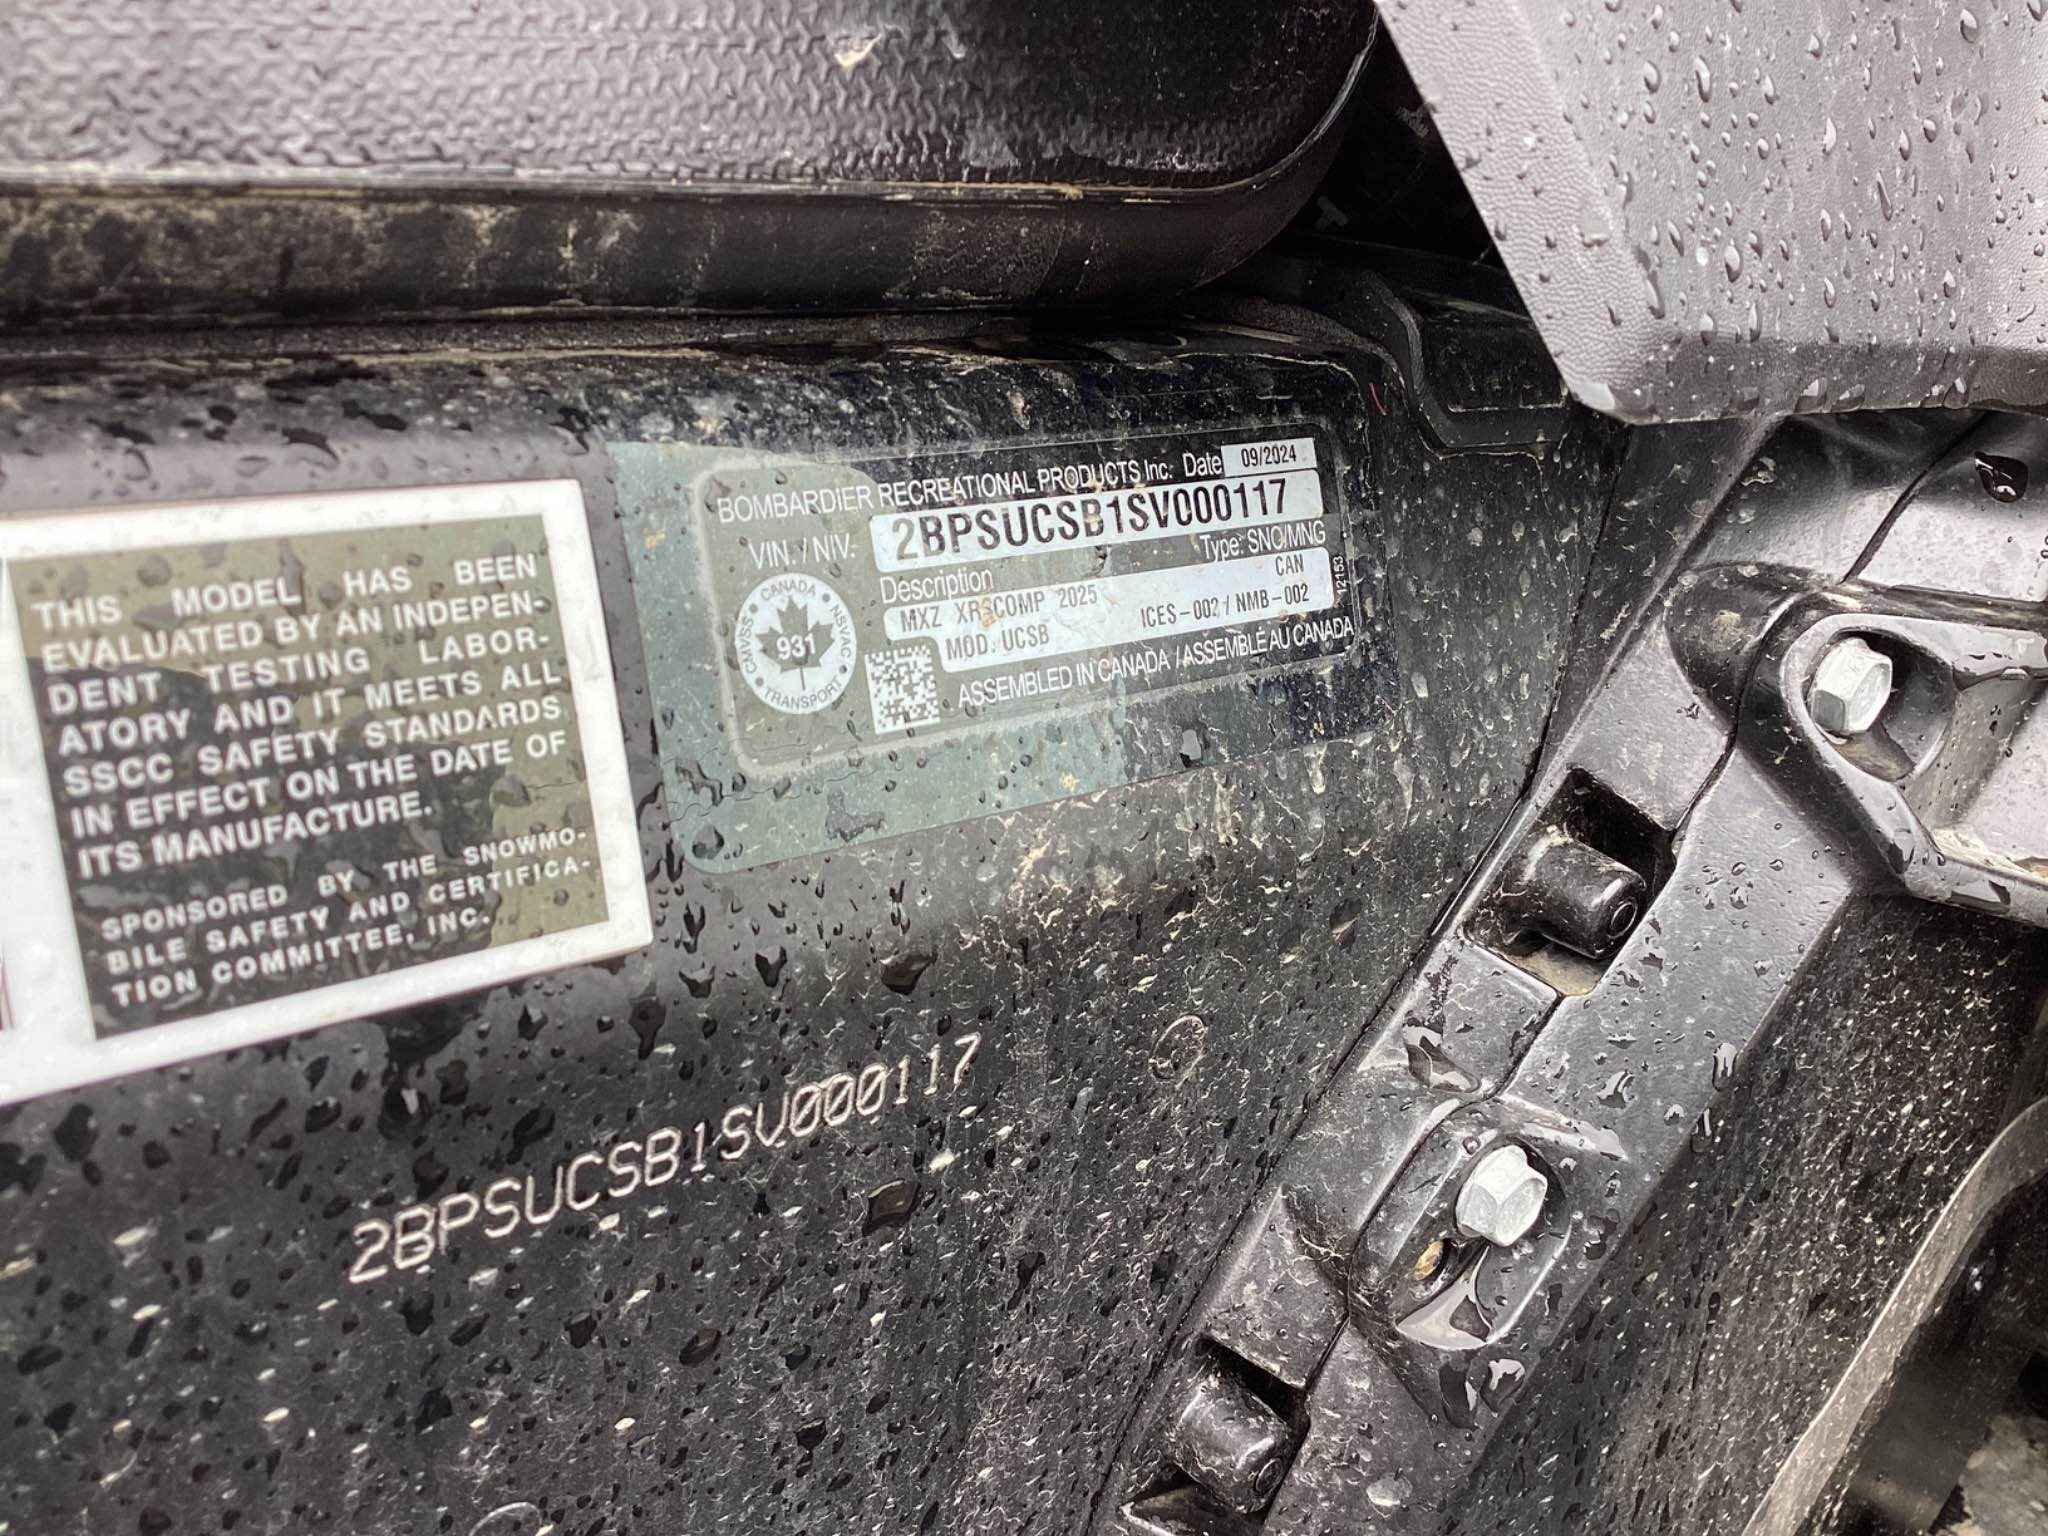 THIS MODEL HAS BEEN
EVALUATED BY AN INDEPEN-
DENT TESTING LABOR-
ATORY AND IT MEETS ALL
SSCC SAFETY STANDARDS
IN EFFECT ON THE DATE OF
ITS MANUFACTURE.
SPONSORED BY THE SNOWMO-
BILE SAFETY AND CERTIFICA-
TION COMMITTEE, INC.
BOMBARDIER RECREATIONAL PRODUCTS Inc. Date 09/2024
VIN. / NIV. 2BPSUCSB1SV000117
Type: SNO/MNG
Description
MXZ XRSCOMP 2025 CAN
MOD. UCSB ICES-002 / NMB-002
12153
CANADA
CMVSS 931 NSVAC
TRANSPORT
ASSEMBLED IN CANADA / ASSEMBLÉ AU CANADA
2BPSUCSB1SV000117